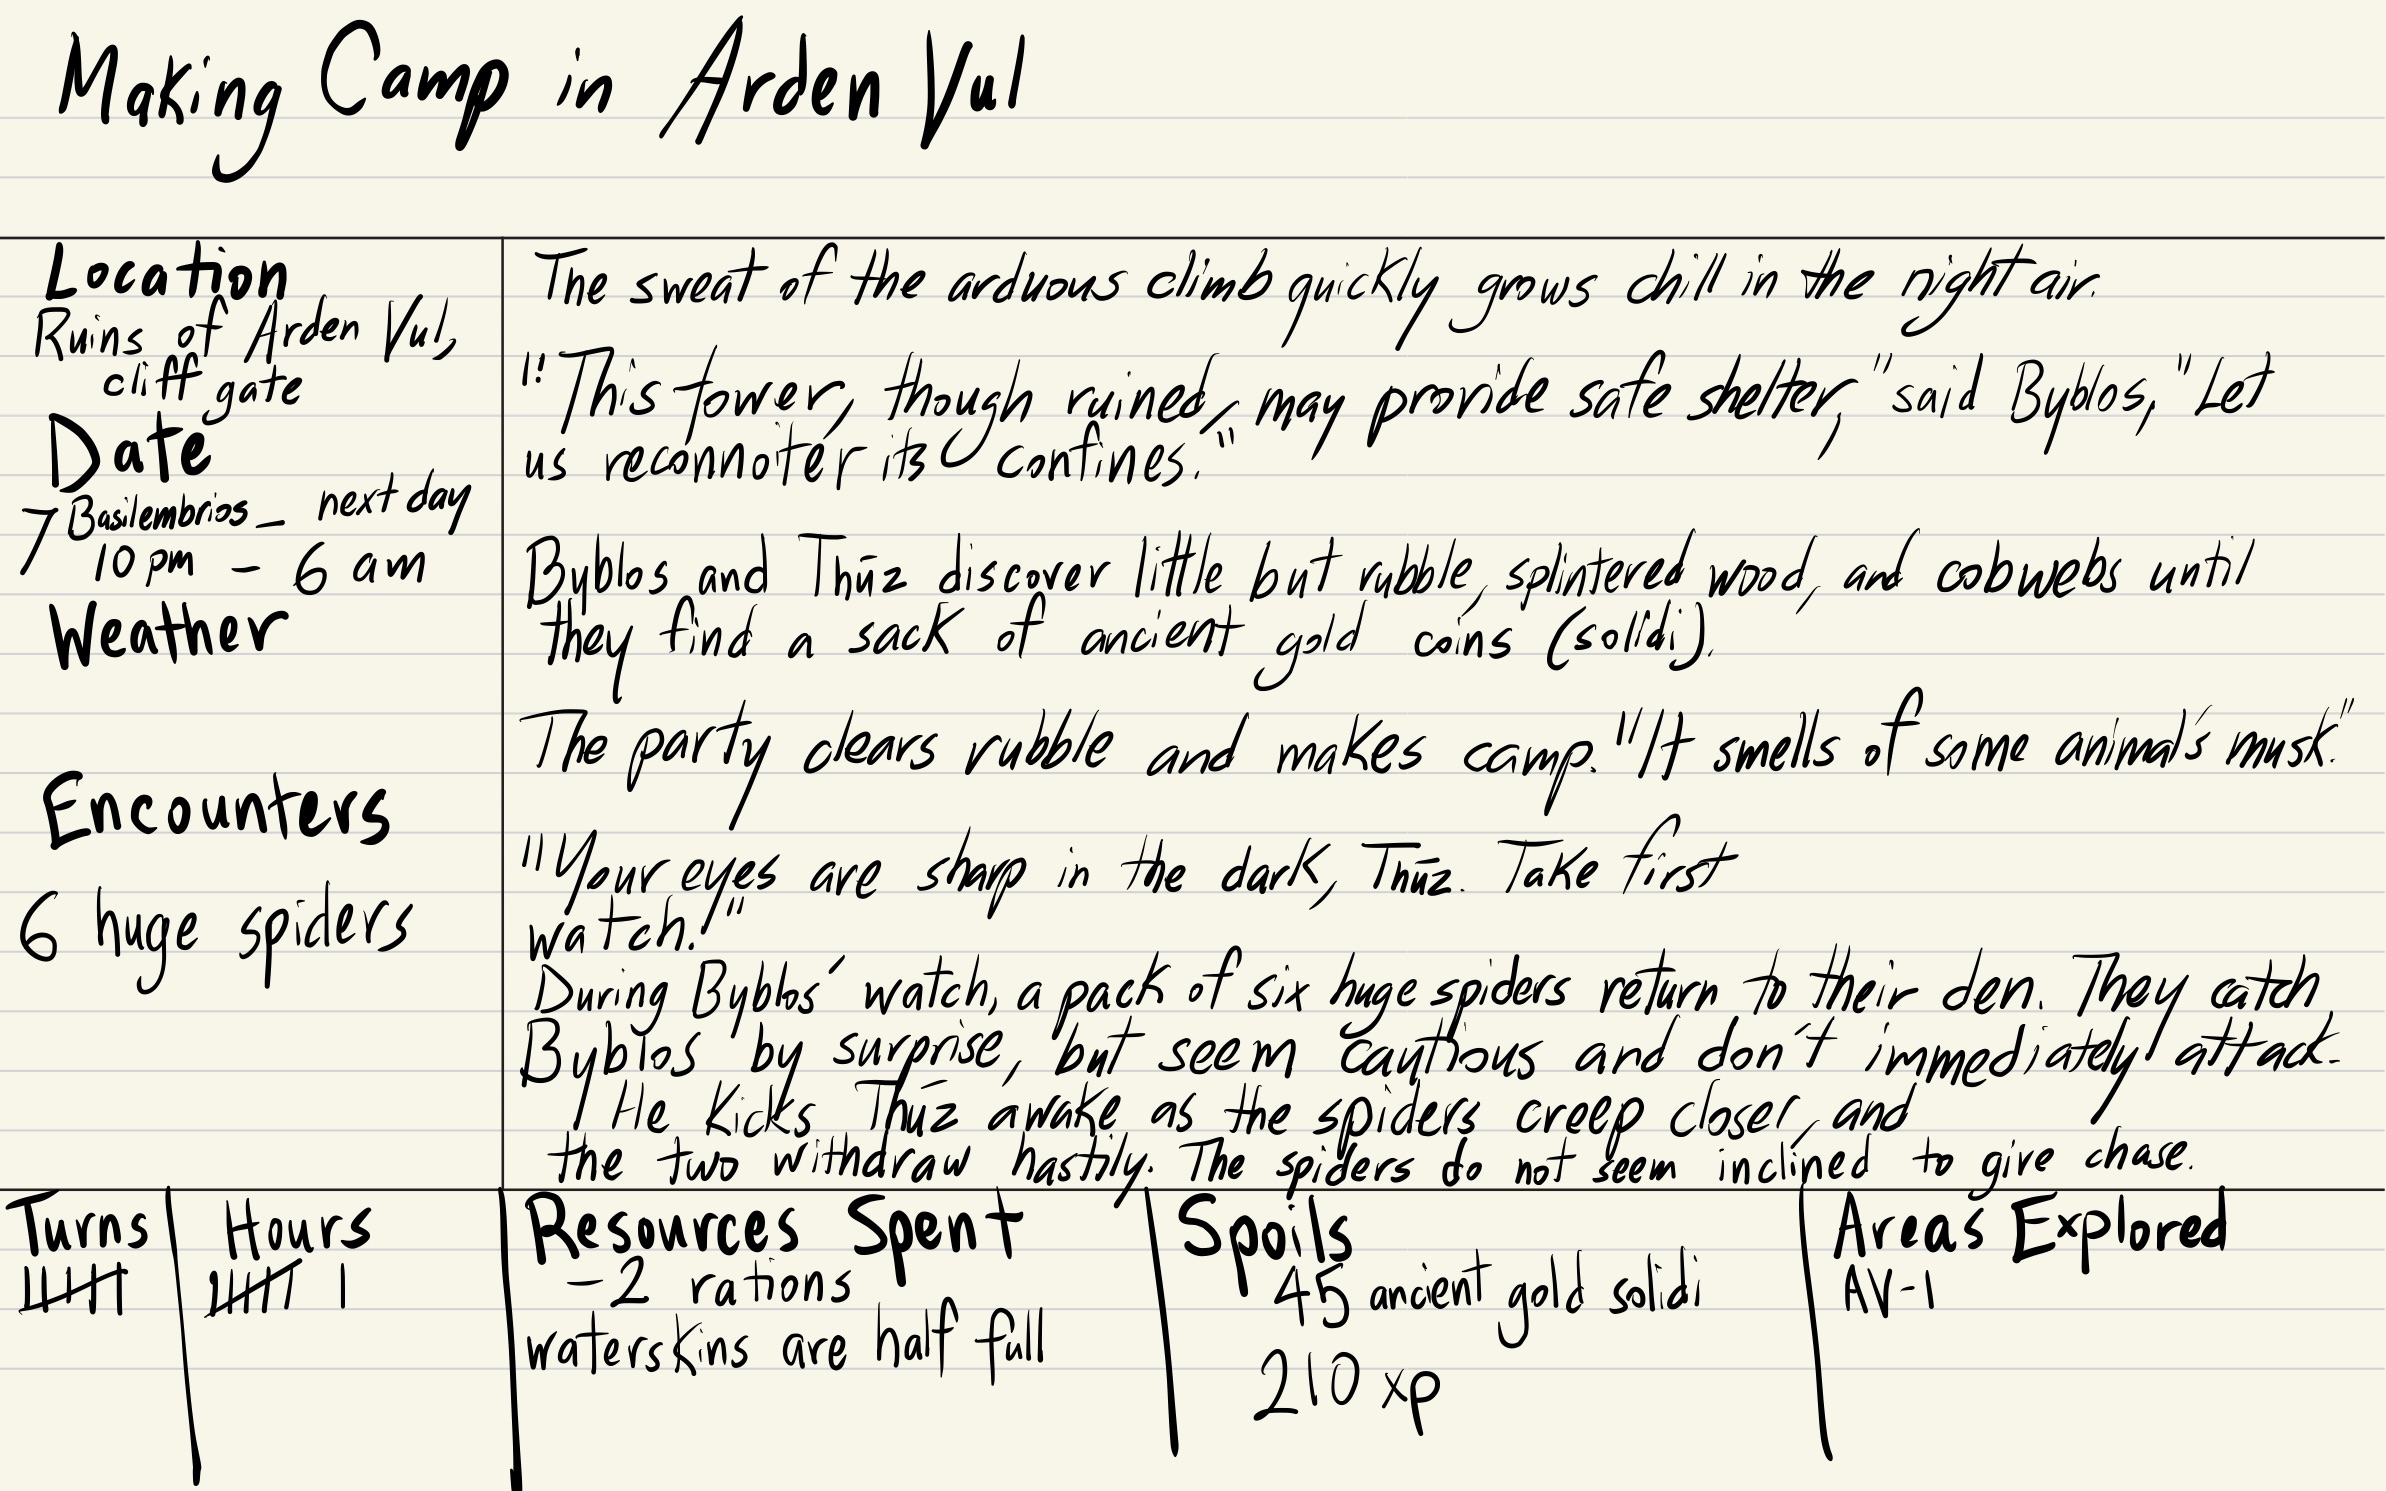 Making Camp in Arden Vul
Location
Ruins of Arden Vul,
cliff gate
Date
7 Basilembrios – next day
10 pm – 6 am
Weather
Encounters
6 huge spiders
The sweat of the arduous climb quickly grows chill in the night air.
"This tower, though ruined, may provide safe shelter," said Byblos, "Let
us reconnoter its confines."
Byblos and Thūz discover little but rubble, splintered wood, and cobwebs until
they find a sack of ancient gold coins (solidi).
The party clears rubble and makes camp. "It smells of some animal's musk."
"Your eyes are sharp in the dark, Thūz. Take first
watch."
During Byblos' watch, a pack of six huge spiders return to their den. They catch
Byblos by surprise, but seem cautious and don't immediately attack.
He kicks Thūz awake as the spiders creep closer, and
the two withdraw hastily. The spiders do not seem inclined to give chase.
Turns
Hours
Resources Spent
-2 rations
waterskins are half full
Spoils
45 ancient gold solidi
210 xp
Areas Explored
AV-1